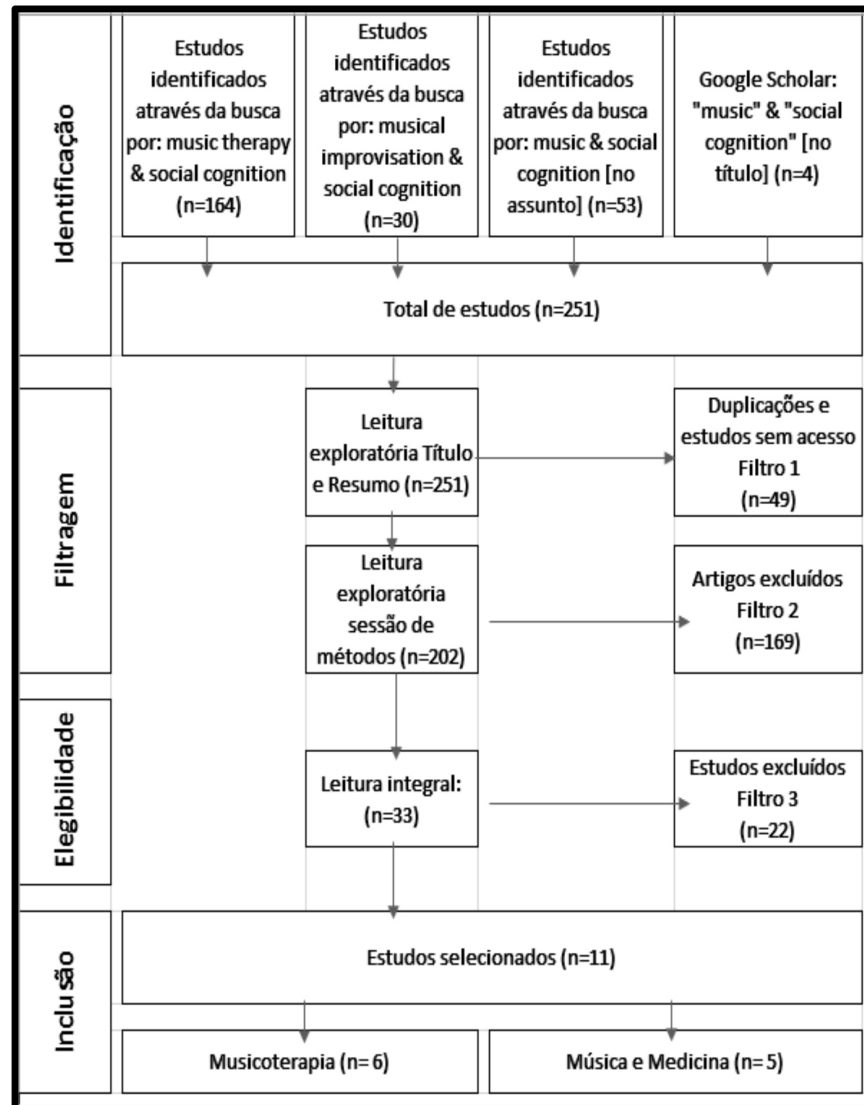 Identificação
Estudos
identificados
através da busca
por: music therapy
& social cognition
(n=164)
Estudos
identificados
através da busca
por: musical
improvisation &
social cognition
(n=30)
Estudos
identificados
através da busca
por: music & social
cognition [no
assunto] (n=53)
Google Scholar:
"music" & "social
cognition" [no
título] (n=4)
Total de estudos (n=251)
Filtragem
Leitura
exploratória Título
e Resumo (n=251)
Duplicações e
estudos sem acesso
Filtro 1
(n=49)
Leitura
exploratória
sessão de
métodos (n=202)
Artigos excluídos
Filtro 2
(n=169)
Elegibilidade
Leitura integral:
(n=33)
Estudos excluídos
Filtro 3
(n=22)
Inclusão
Estudos selecionados (n=11)
Musicoterapia (n= 6)
Música e Medicina (n= 5)